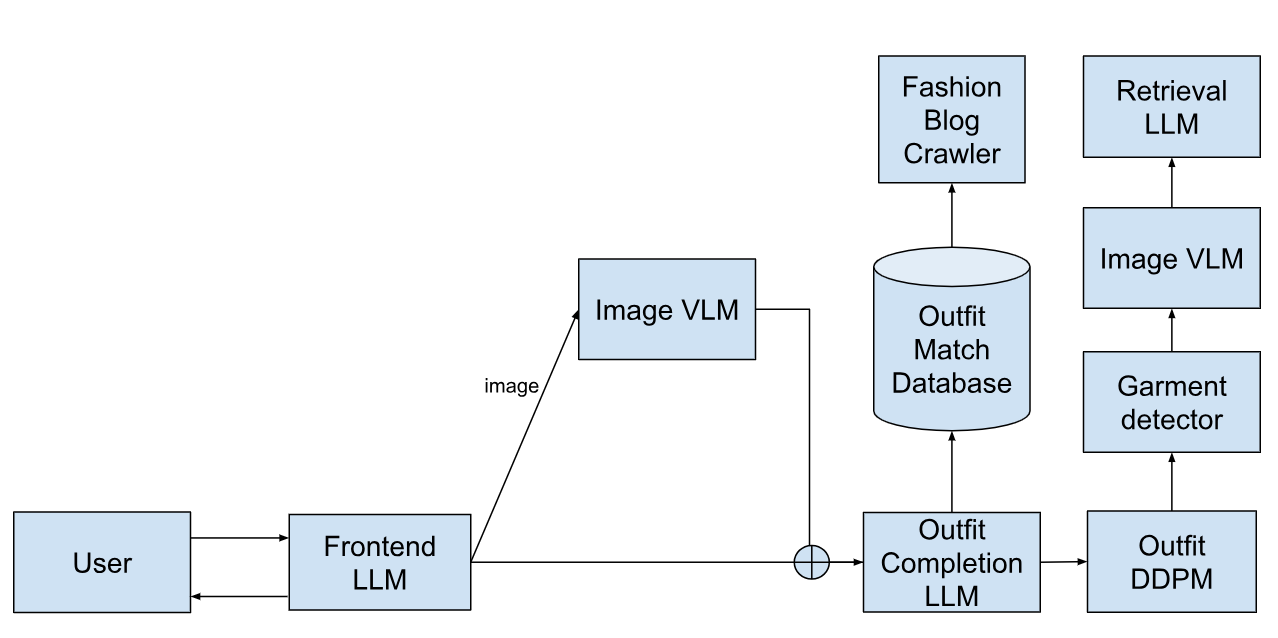 Fashion
Blog
Crawler
Retrieval
LLM
Image VLM
Image VLM
Outfit
Match
Database
image
Garment
detector
User
Frontend
LLM
Outfit
Completion
LLM
Outfit
DDPM